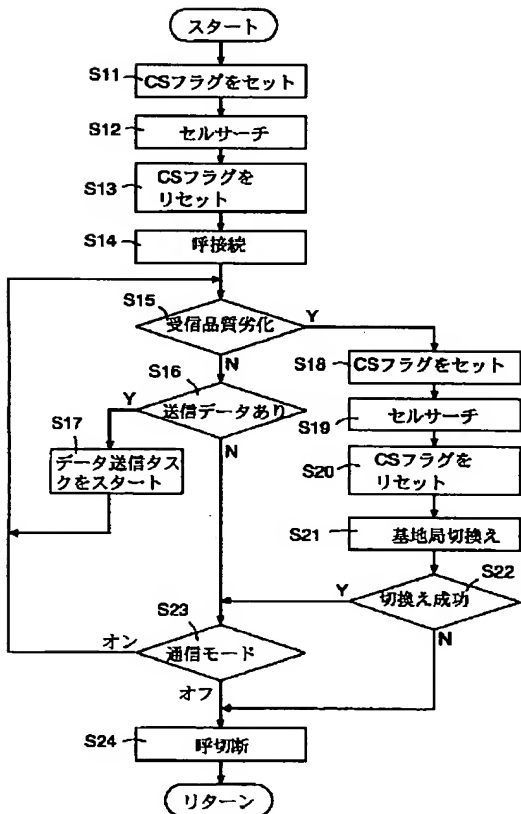 スタート
S11
CSフラグをセット
S12
セルサーチ
S13
CSフラグを
リセット
S14
呼接続
S15
受信品質劣化
Y
N
S16
送信データあり
Y
N
S17
データ送信タス
クをスタート
S18
CSフラグをセット
S19
セルサーチ
S20
CSフラグを
リセット
S21
基地局切換え
S22
切換え成功
Y
N
S23
通信モード
オン
オフ
S24
呼切断
リターン